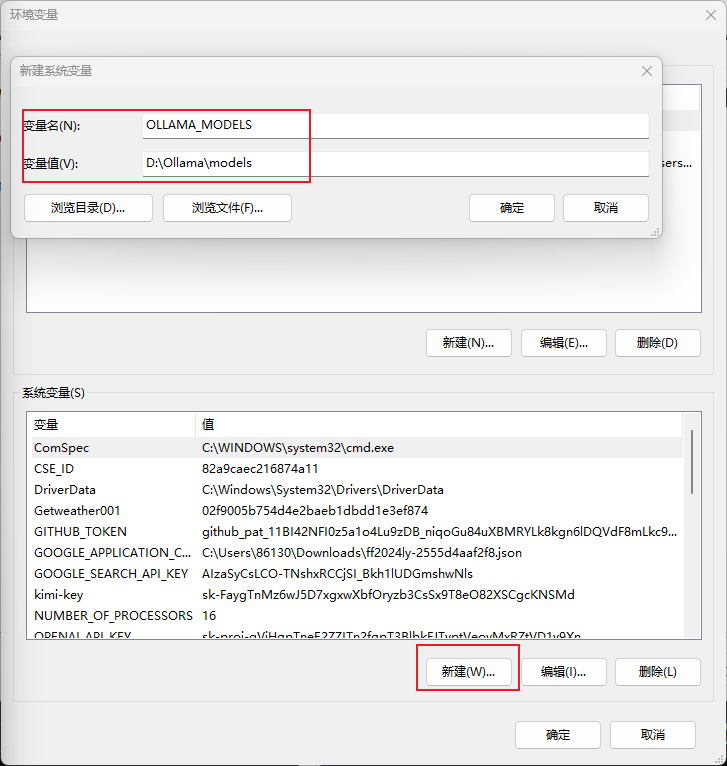 环境变量
新建系统变量
变量名(N): OLLAMA_MODELS
变量值(V): D:\Ollama\models
sers...
浏览目录(D)... 浏览文件(F)... 确定 取消
新建(N)... 编辑(E)... 删除(D)
系统变量(S)
变量 值
ComSpec C:\WINDOWS\system32\cmd.exe
CSE_ID 82a9caec216874a11
DriverData C:\Windows\System32\Drivers\DriverData
Getweather001 02f9005b754d4e2baeb1dbdd1e3ef874
GITHUB_TOKEN github_pat_11BI42NFI0z5a1o4Lu9zDB_niqoGu84uXBMRYLk8kgn6lDQVdF8mLkc9...
GOOGLE_APPLICATION_C... C:\Users\86130\Downloads\ff2024ly-2555d4aaf2f8.json
GOOGLE_SEARCH_API_KEY AIzaSyCsLCO-TNshxRCCjSI_Bkh1lUDGmshwNls
kimi-key sk-FaygTnMz6wJ5D7xgxwXbfOryzb3CsSx9T8eO82XSCgcKNSMd
NUMBER_OF_PROCESSORS 16
OPENAI_API_KEY
新建(W)... 编辑(I)... 删除(L)
确定 取消